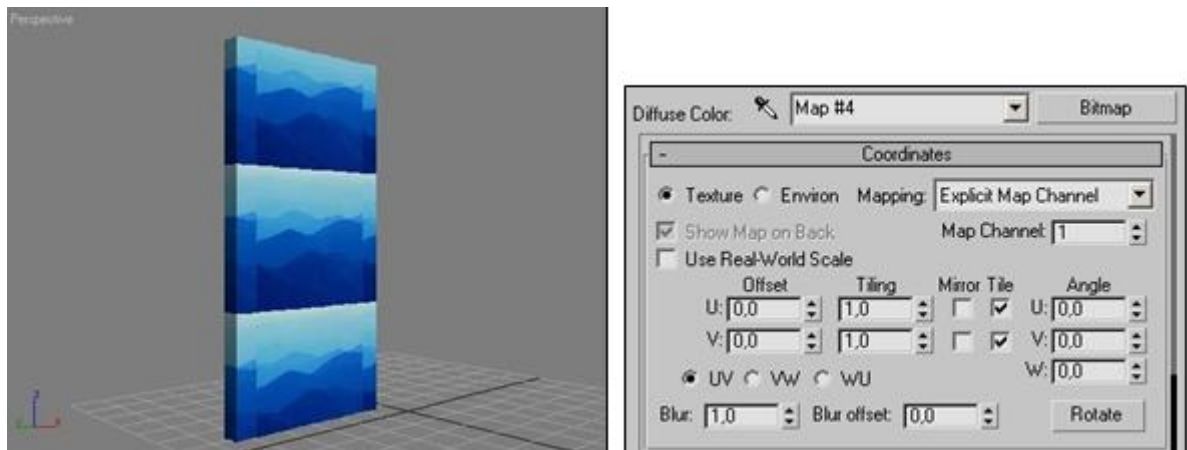 Perspective
Diffuse Color: Map #4 Bitmap
- Coordinates
Texture Environ Mapping: Explicit Map Channel
Show Map on Back Map Channel: 1
Use Real-World Scale
Offset Tiling Mirror Tile Angle
U: 0,0 1,0 U: 0,0
V: 0,0 1,0 V: 0,0
UV VW WU W: 0,0
Blur: 1,0 Blur offset: 0,0 Rotate